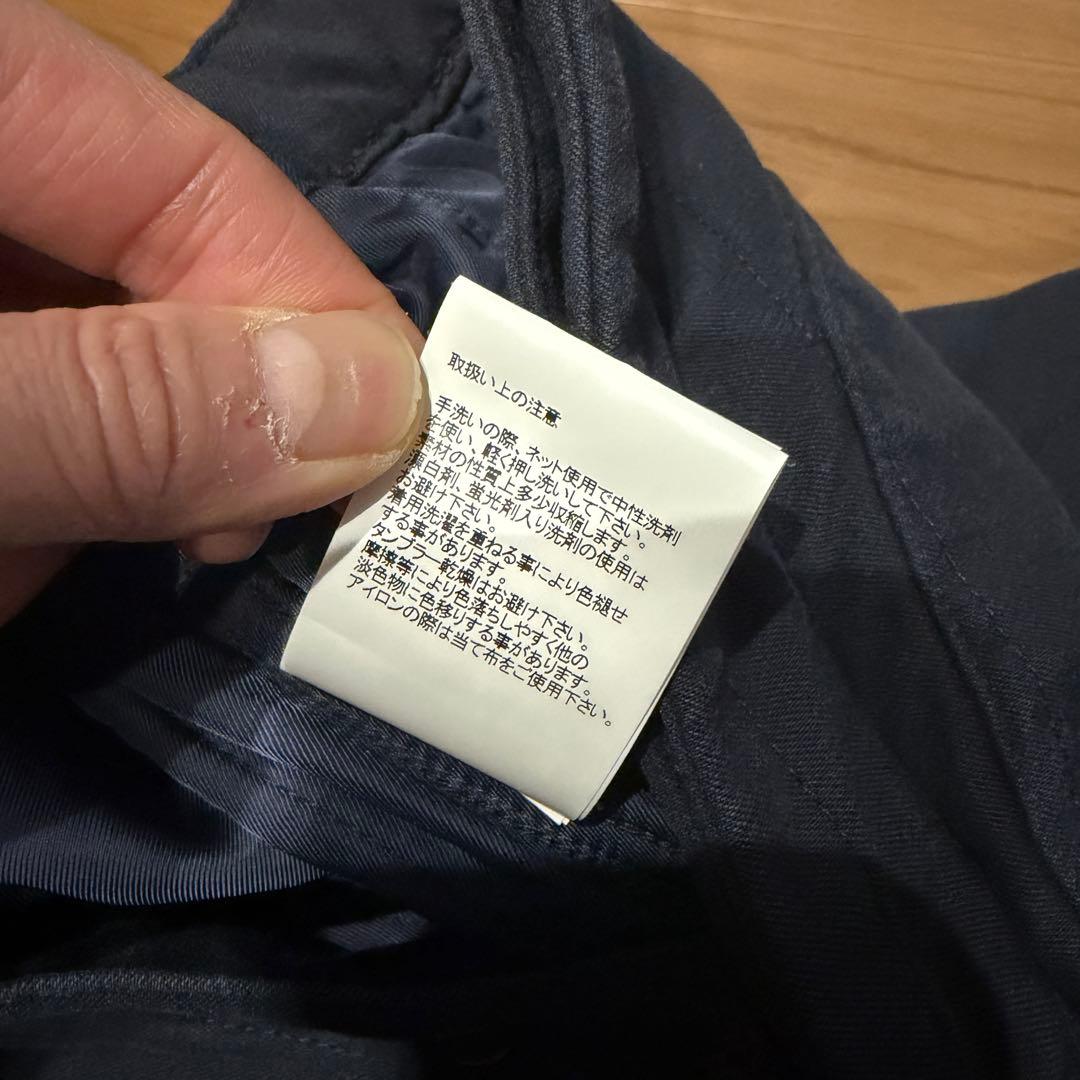 取扱い上の注意
手洗いの際、ネット使用で中性洗剤
を使い、軽く押し洗いして下さい。
素材の性質上多少収縮します。
漂白剤、蛍光剤入り洗剤の使用は
お避け下さい。
着用洗濯を重ねる事により色褪せ
する事があります。
タンブラー乾燥はお避け下さい。
摩擦等により色落ちしやすく他の
淡色物に色移りする事があります。
アイロンの際は当て布をご使用下さい。